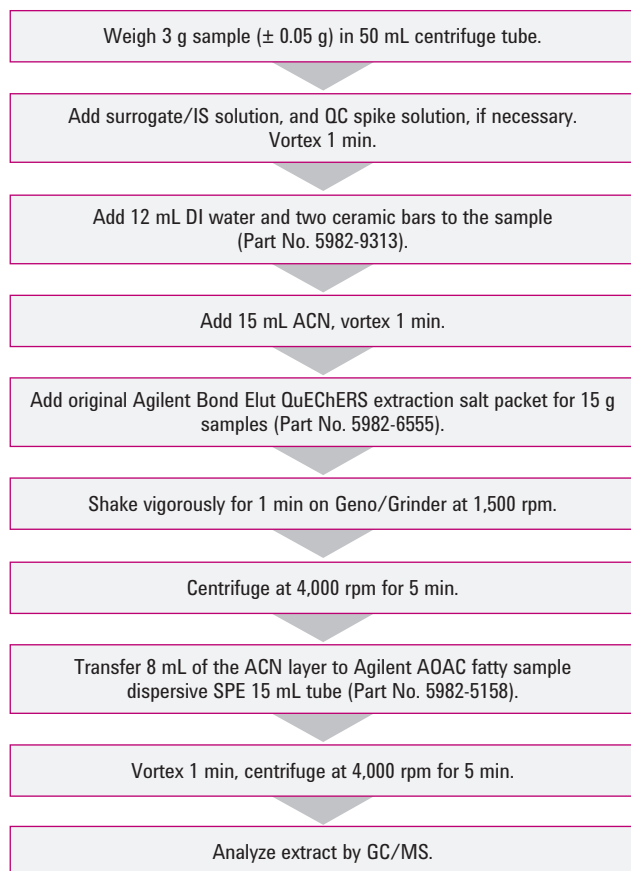 Weigh 3 g sample (± 0.05 g) in 50 mL centrifuge tube.
Add surrogate/IS solution, and QC spike solution, if necessary.
Vortex 1 min.
Add 12 mL DI water and two ceramic bars to the sample
(Part No. 5982-9313).
Add 15 mL ACN, vortex 1 min.
Add original Agilent Bond Elut QuEChERS extraction salt packet for 15 g
samples (Part No. 5982-6555).
Shake vigorously for 1 min on Geno/Grinder at 1,500 rpm.
Centrifuge at 4,000 rpm for 5 min.
Transfer 8 mL of the ACN layer to Agilent AOAC fatty sample
dispersive SPE 15 mL tube (Part No. 5982-5158).
Vortex 1 min, centrifuge at 4,000 rpm for 5 min.
Analyze extract by GC/MS.